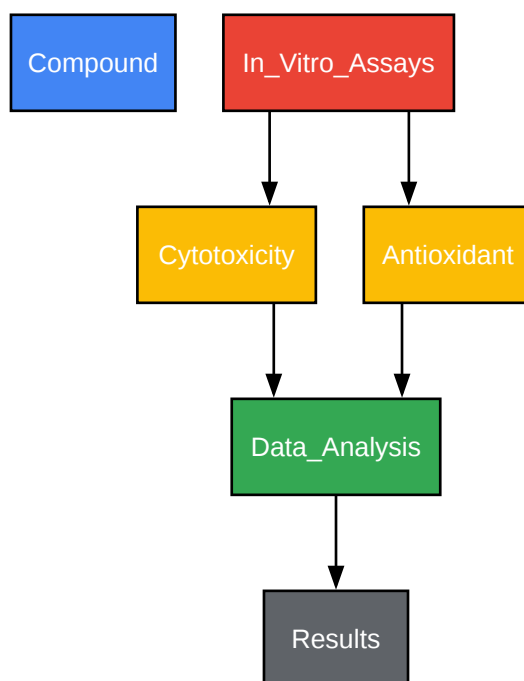 Compound
In_Vitro_Assays
Cytotoxicity
Antioxidant
Data_Analysis
Results